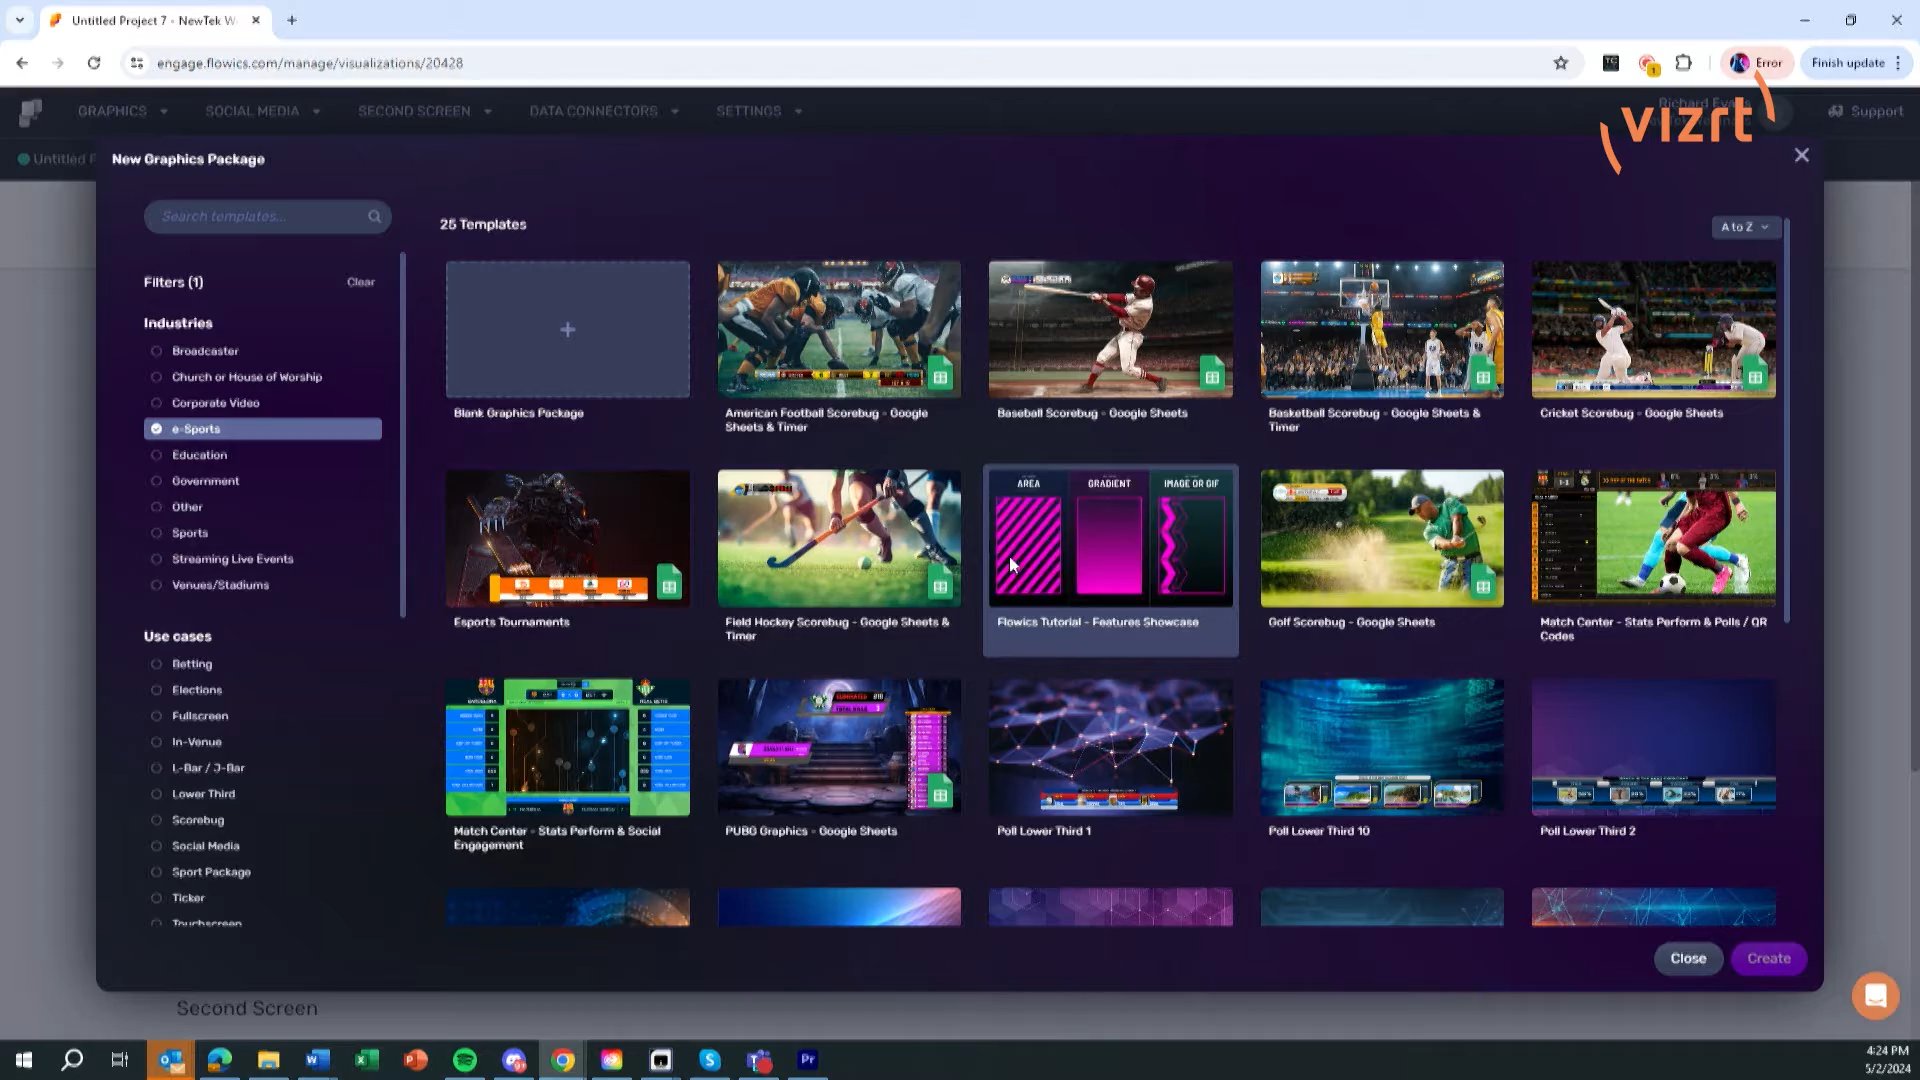 Untitled Project 7 - NewTek W
engage.flowics.com/manage/visualizations/20428
Error
Finish update
GRAPHICS
SOCIAL MEDIA
SECOND SCREEN
DATA CONNECTORS
SETTINGS
Support
vizrt
Untitled P
New Graphics Package
Search templates...
25 Templates
A to Z
Filters (1)
Clear
Industries
Broadcaster
Church or House of Worship
Corporate Video
e-Sports
Education
Government
Other
Sports
Streaming Live Events
Venues/Stadiums
Use cases
Betting
Elections
Fullscreen
In-Venue
L-Bar / J-Bar
Lower Third
Scorebug
Social Media
Sport Package
Ticker
Touchscreen
Blank Graphics Package
American Football Scorebug - Google
Sheets & Timer
Baseball Scorebug - Google Sheets
Basketball Scorebug - Google Sheets &
Timer
Cricket Scorebug - Google Sheets
AREA
GRADIENT
IMAGE OR GIF
Esports Tournaments
Field Hockey Scorebug - Google Sheets &
Timer
Flowics Tutorial - Features Showcase
Golf Scorebug - Google Sheets
Match Center - Stats Perform & Polls / QR
Codes
Match Center - Stats Perform & Social
Engagement
PUBG Graphics - Google Sheets
Poll Lower Third 1
Poll Lower Third 10
Poll Lower Third 2
Close
Create
Second Screen
4:24 PM
5/2/2024